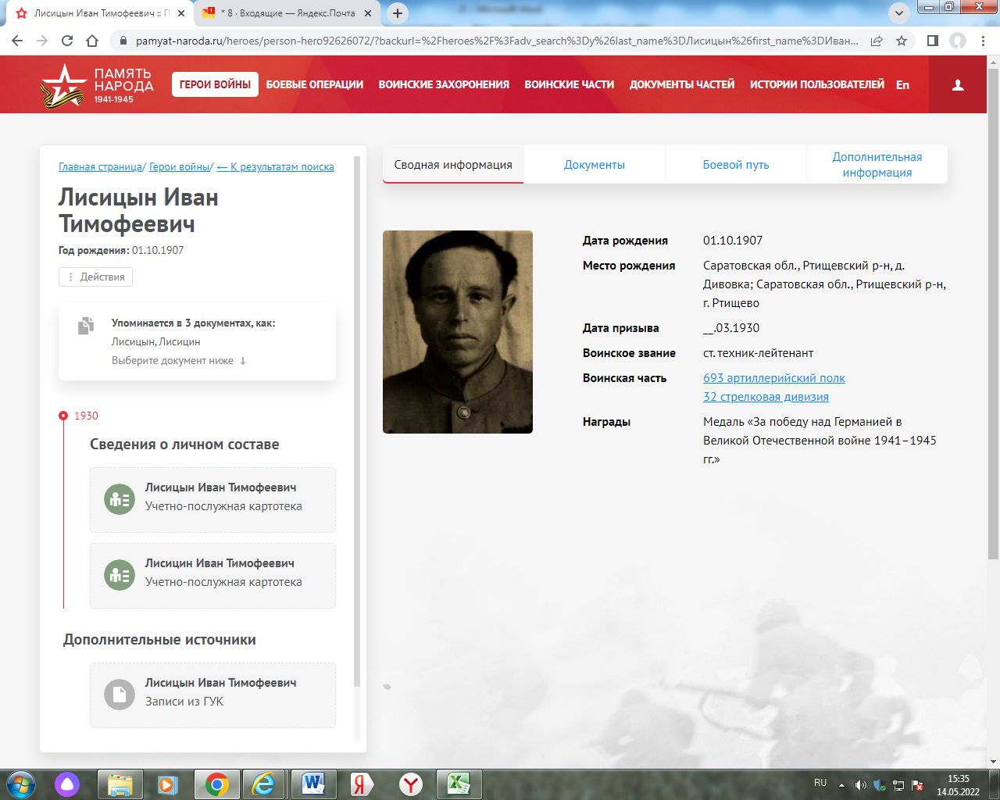 Лисицын Иван Тимофеевич :: П
* 8 · Входящие — Яндекс.Почта
pamyat-naroda.ru/heroes/person-hero92626072/?backurl=%2Fheroes%2F%3Fadv_search%3Dy%26last_name%3DЛисицын%26first_name%3DИван...
ПАМЯТЬ
НАРОДА
1941-1945
ГЕРОИ ВОЙНЫ
БОЕВЫЕ ОПЕРАЦИИ
ВОИНСКИЕ ЗАХОРОНЕНИЯ
ВОИНСКИЕ ЧАСТИ
ДОКУМЕНТЫ ЧАСТЕЙ
ИСТОРИИ ПОЛЬЗОВАТЕЛЕЙ
En
Главная страница/ Герои войны/ ← К результатам поиска
Лисицын Иван
Тимофеевич
Год рождения: 01.10.1907
Действия
Упоминается в 3 документах, как:
Лисицын, Лисицин
Выберите документ ниже ↓
1930
Сведения о личном составе
Лисицын Иван Тимофеевич
Учетно-послужная картотека
Лисицин Иван Тимофеевич
Учетно-послужная картотека
Дополнительные источники
Лисицын Иван Тимофеевич
Записи из ГУК
Сводная информация
Документы
Боевой путь
Дополнительная
информация
Дата рождения 01.10.1907
Место рождения Саратовская обл., Ртищевский р-н, д.
Дивовка; Саратовская обл., Ртищевский р-н,
г. Ртищево
Дата призыва __.03.1930
Воинское звание ст. техник-лейтенант
Воинская часть 693 артиллерийский полк
32 стрелковая дивизия
Награды Медаль «За победу над Германией в
Великой Отечественной войне 1941–1945
гг.»
RU
15:35
14.05.2022